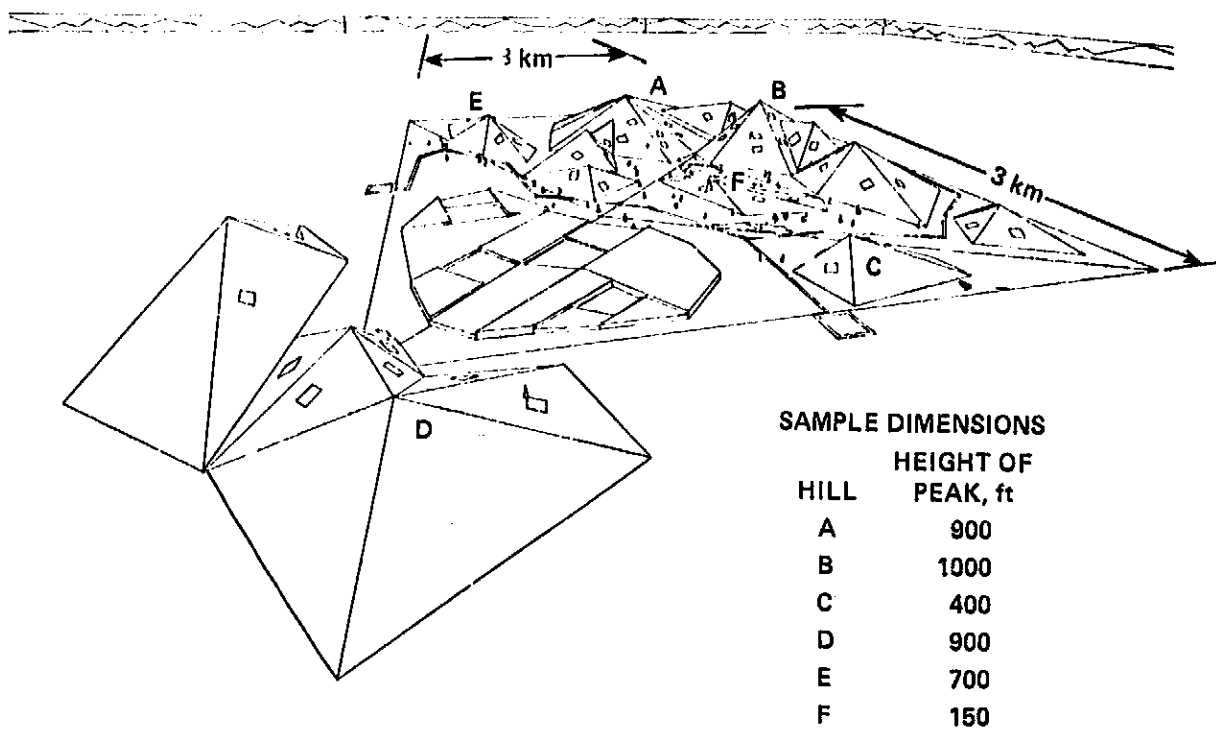 3 km
A
B
E
3 km
F
C
D
SAMPLE DIMENSIONS
HEIGHT OF
HILL PEAK, ft
A 900
B 1000
C 400
D 900
E 700
F 150